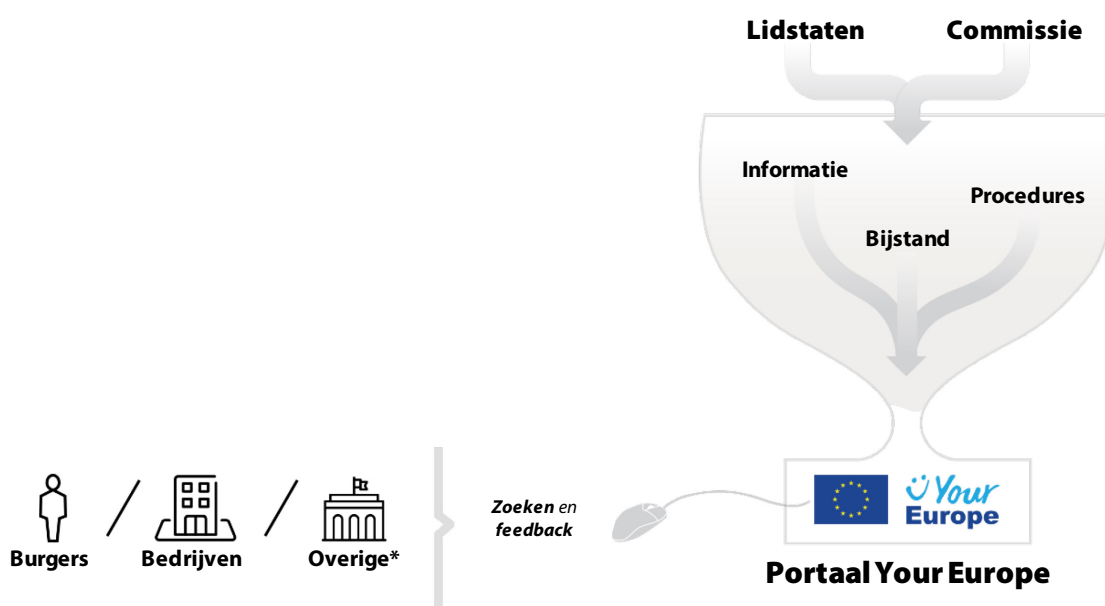 Lidstaten
Commissie
Informatie
Procedures
Bijstand
Zoeken en
feedback
Your
Europe
Burgers
Bedrijven
Overige*
Portaal Your Europe